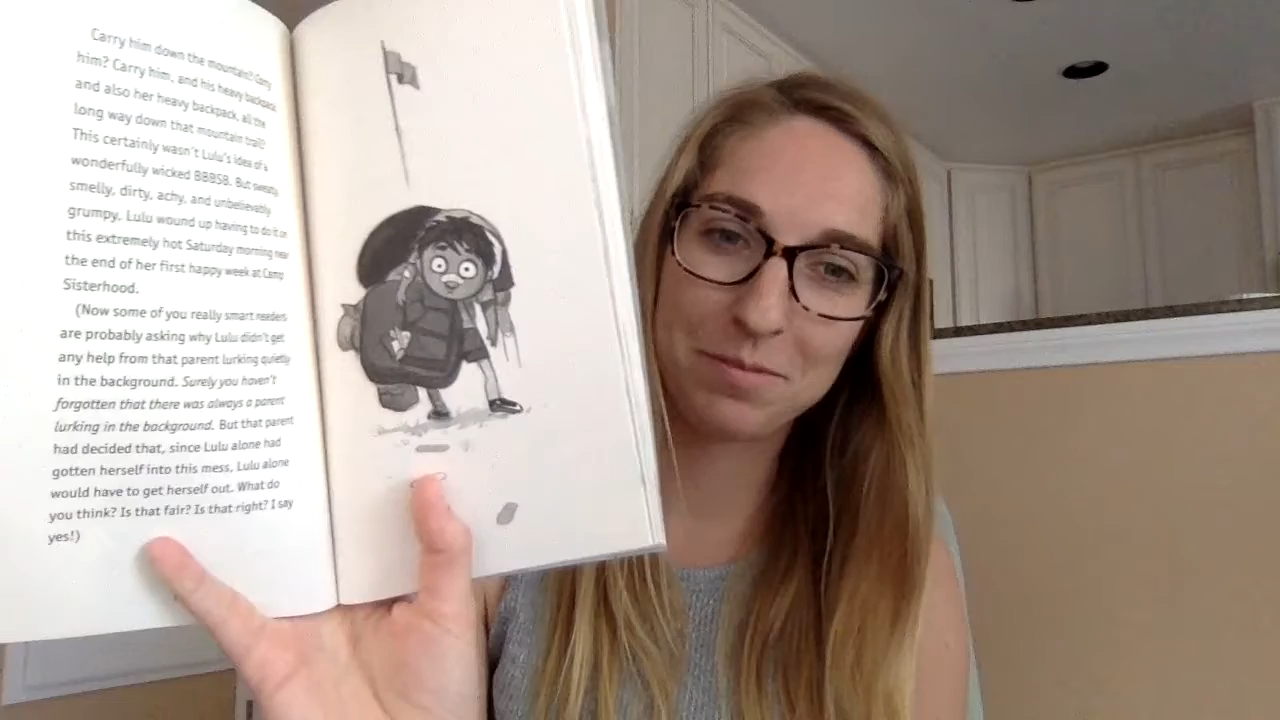 Carry him down the mountain? Carry
him? Carry him, and his heavy backpack
and also her heavy backpack, all the
long way down that mountain trail?
This certainly wasn't Lulu's idea of a
wonderfully wicked BBBSB. But sweaty,
smelly, dirty, achy, and unbelievably
grumpy, Lulu wound up having to do it on
this extremely hot Saturday morning near
the end of her first happy week at Camp
Sisterhood.
(Now some of you really smart readers
are probably asking why Lulu didn't get
any help from that parent lurking quietly
in the background. Surely you haven't
forgotten that there was always a parent
lurking in the background. But that parent
had decided that, since Lulu alone had
gotten herself into this mess, Lulu alone
would have to get herself out. What do
you think? Is that fair? Is that right? I say
yes!)